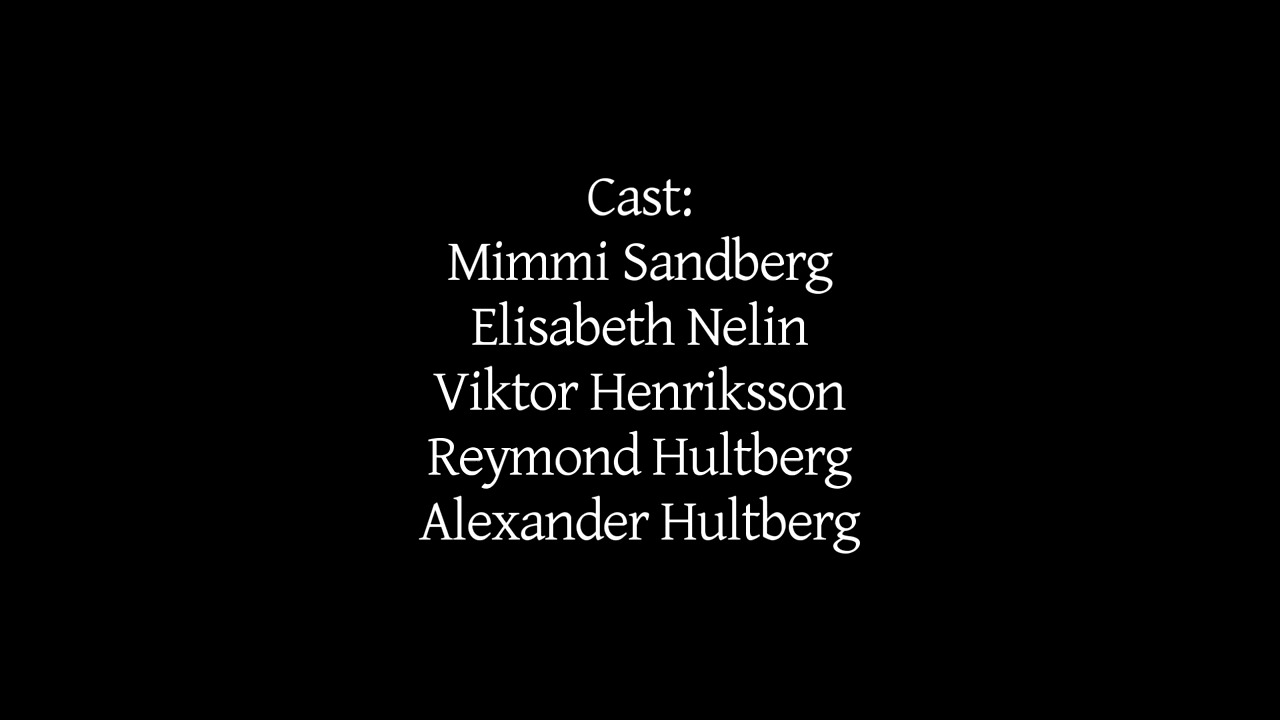 Cast:
Mimmi Sandberg
Elisabeth Nelin
Viktor Henriksson
Reymond Hultberg
Alexander Hultberg